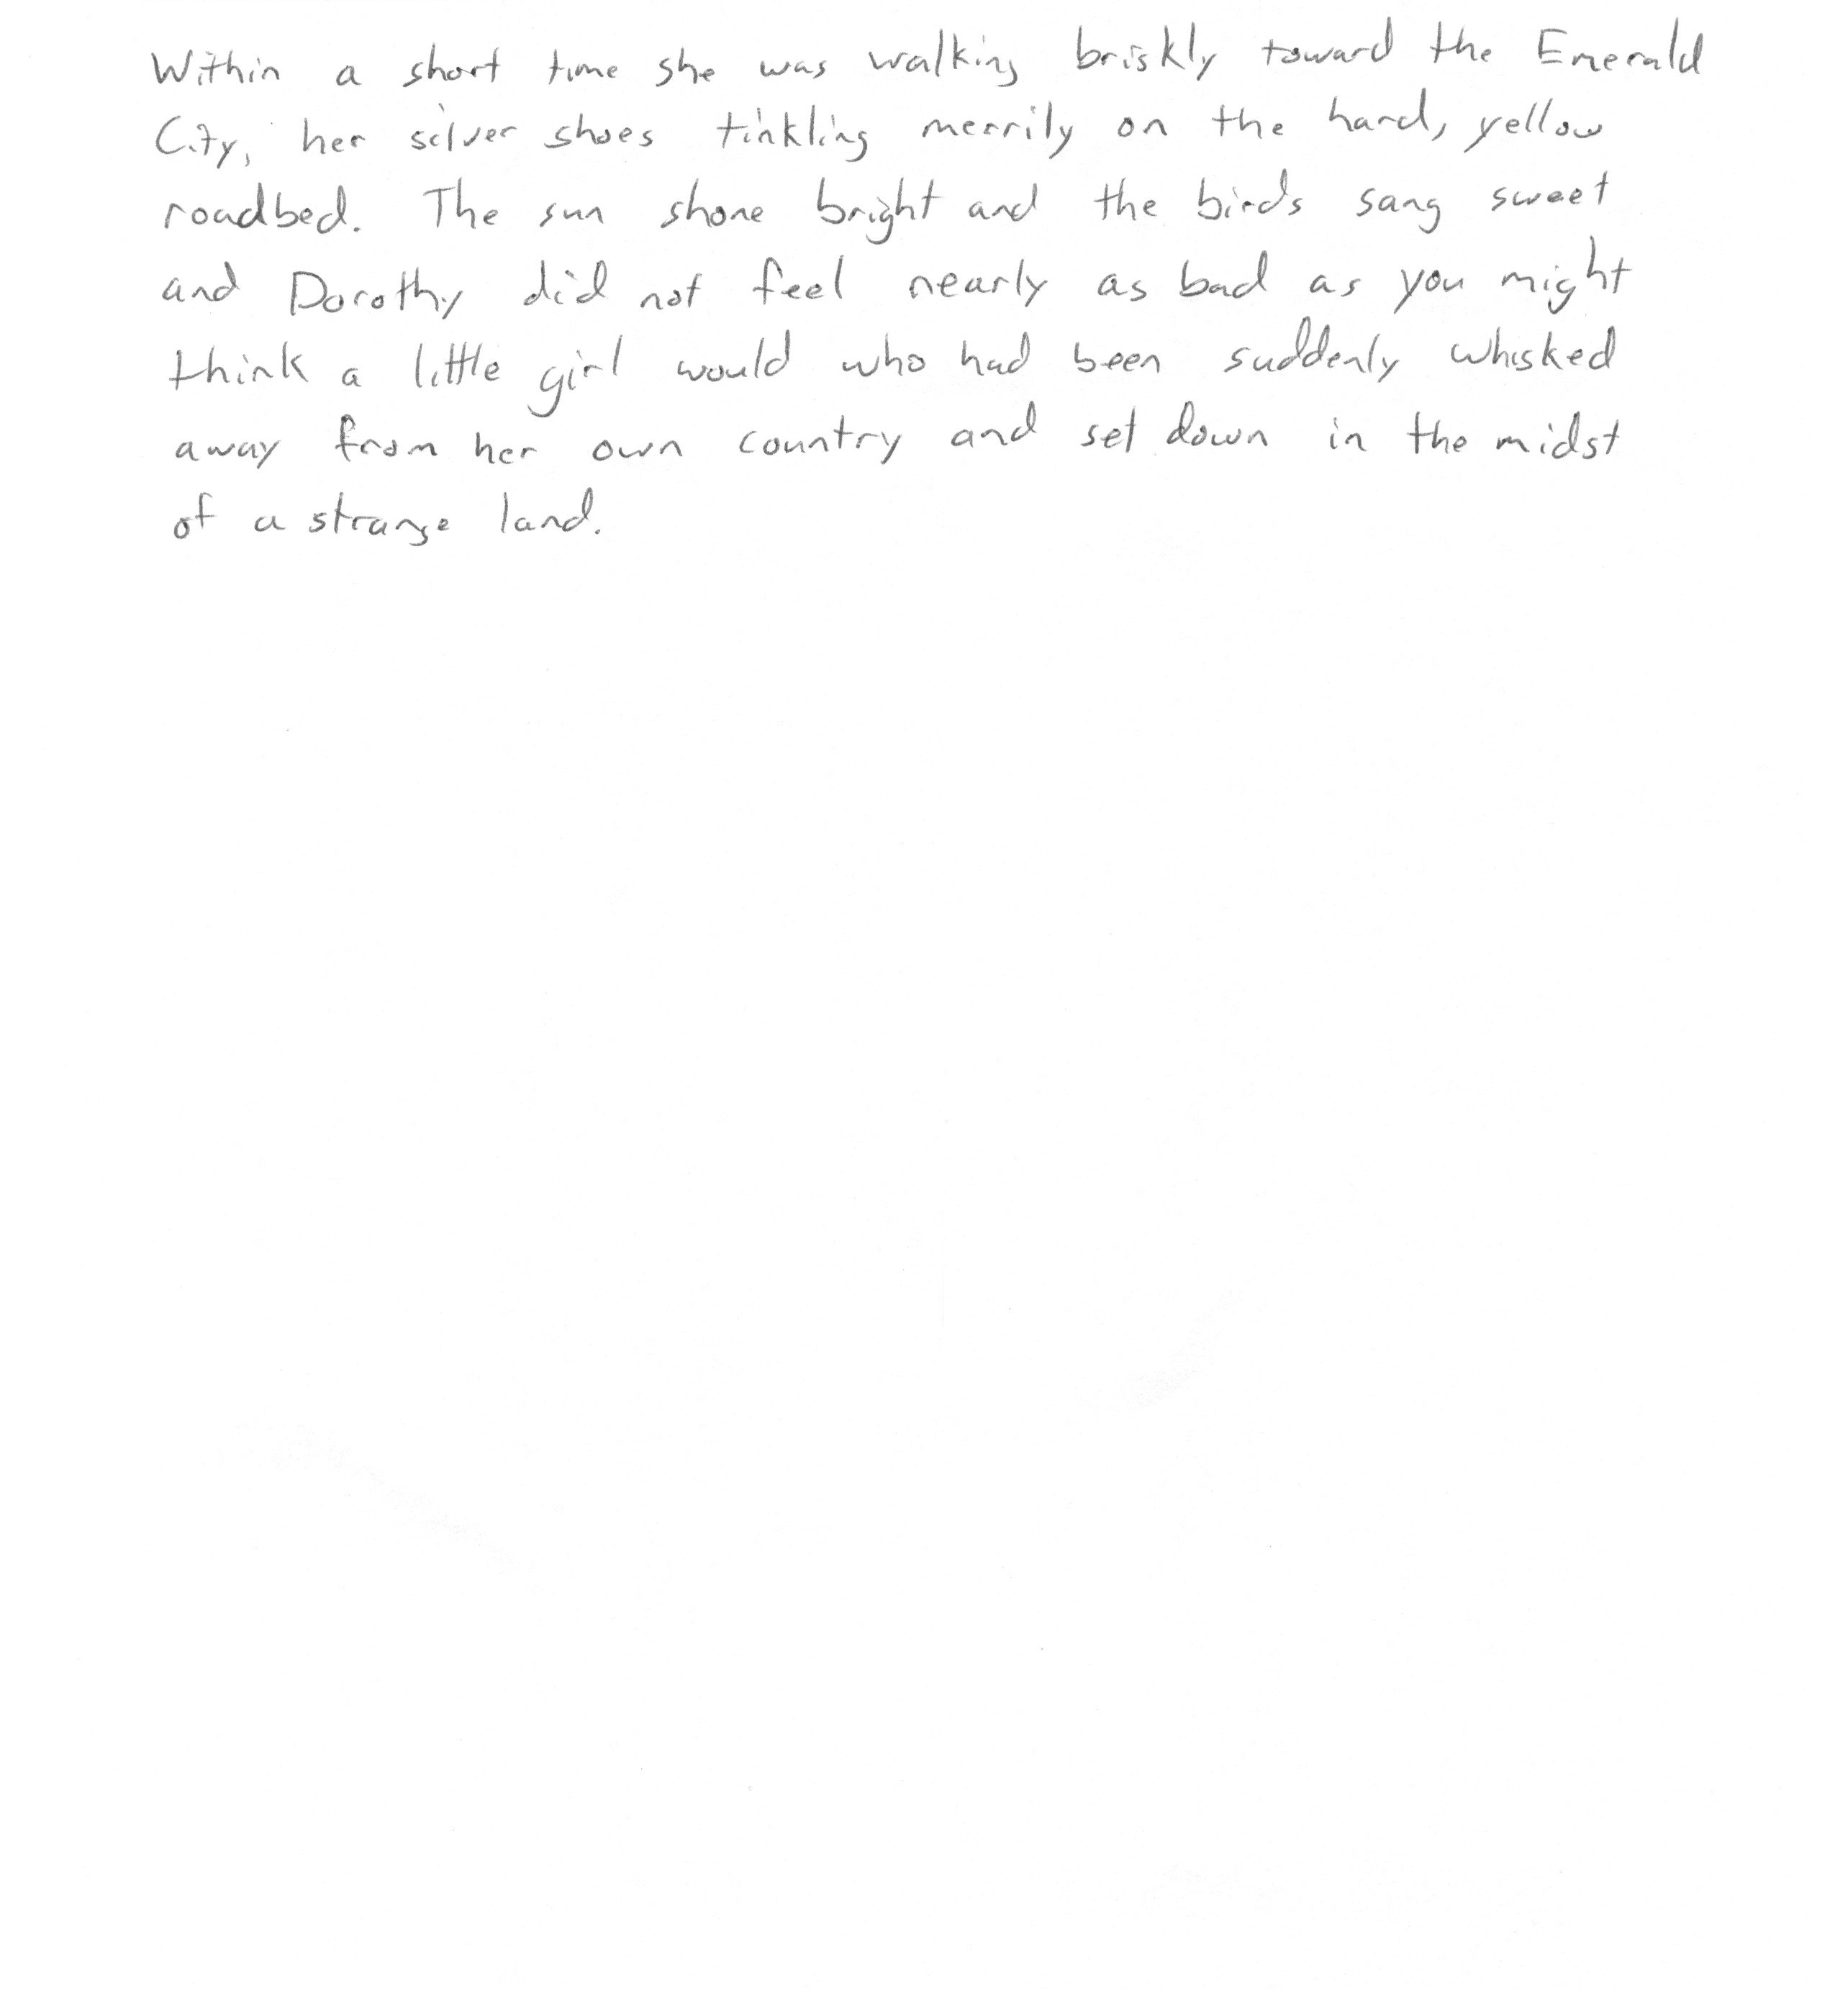 Within a short time she was walking briskly toward the Emerald
City, her silver shoes tinkling merrily on the hard, yellow
roadbed. The sun shone bright and the birds sang sweet
and Dorothy did not feel nearly as bad as you might
think a little girl would who had been suddenly whisked
away from her own country and set down in the midst
of a strange land.